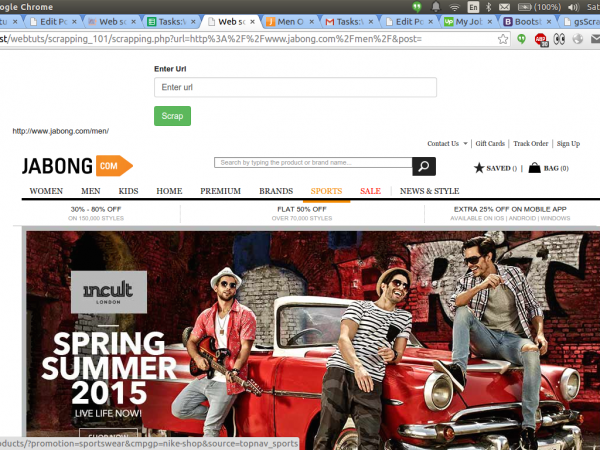 ogle Chrome
En (100%) Sat
Edit Po Web sc Tasks:V Web sc Men O Tasks:V Edit Po Edit Po My Jol Bootst gsScra
st/webtuts/scrapping_101/scrapping.php?url=http%3A%2F%2Fwww.jabong.com%2Fmen%2F&post=
Enter Url
Enter url
Scrap
http://www.jabong.com/men/
Contact Us | Gift Cards | Track Order | Sign Up
JABONG COM
Search by typing the product or brand name...
SAVED () | BAG (0)
WOMEN MEN KIDS HOME PREMIUM BRANDS SPORTS SALE | NEWS & STYLE
30% - 80% OFF
ON 150,000 STYLES
FLAT 50% OFF
OVER 70,000 STYLES
EXTRA 25% OFF ON MOBILE APP
AVAILABLE ON IOS | ANDROID | WINDOWS
incult
LONDON
SPRING
SUMMER
2015
LIVE LIFE NOW!
SHOP NOW
oducts/?promotion=sportswear&cmpgp=nike-shop&source=topnav_sports